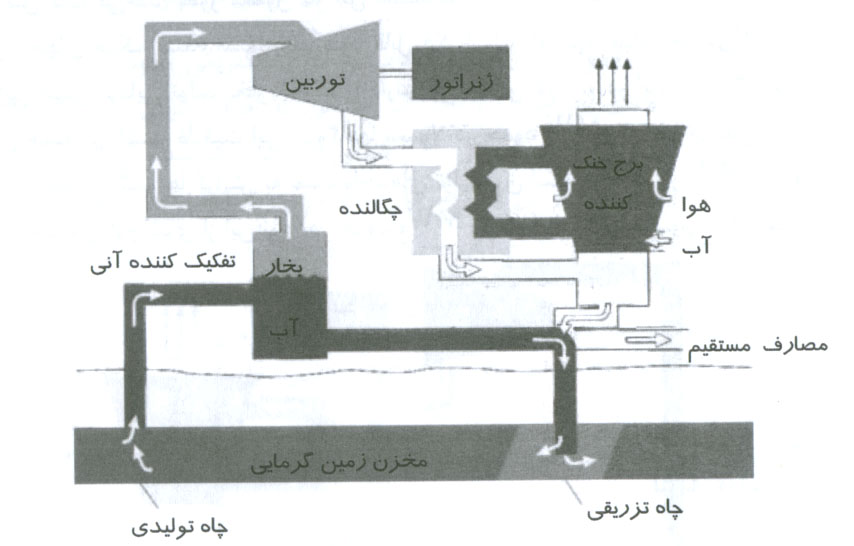 توربین
ژنراتور
برج خنک
کننده
چگالنده
هوا
آب
تفکیک کننده آنی
بخار
آب
مصارف مستقیم
مخزن زمین گرمایی
چاه تزریقی
چاه تولیدی